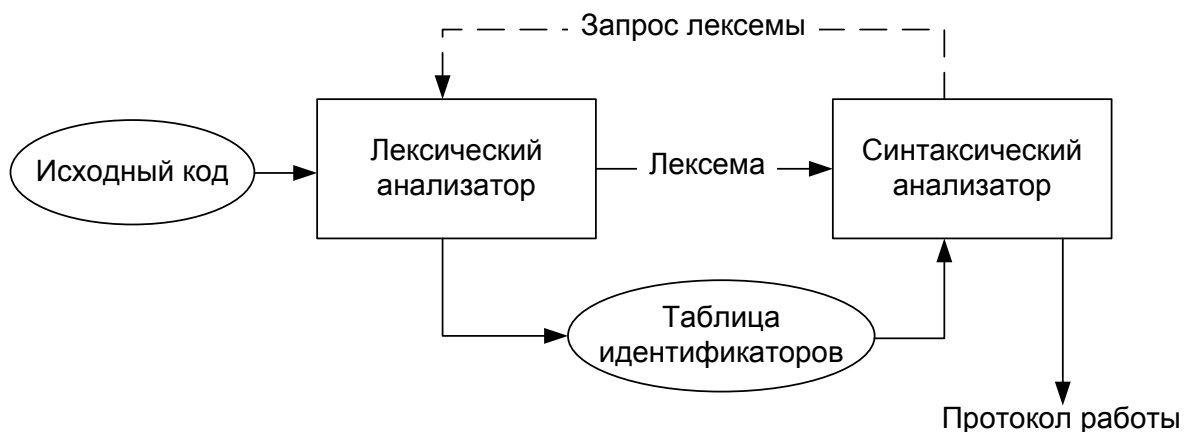 Запрос лексемы
Исходный код
Лексический
анализатор
Лексема
Синтаксический
анализатор
Таблица
идентификаторов
Протокол работы